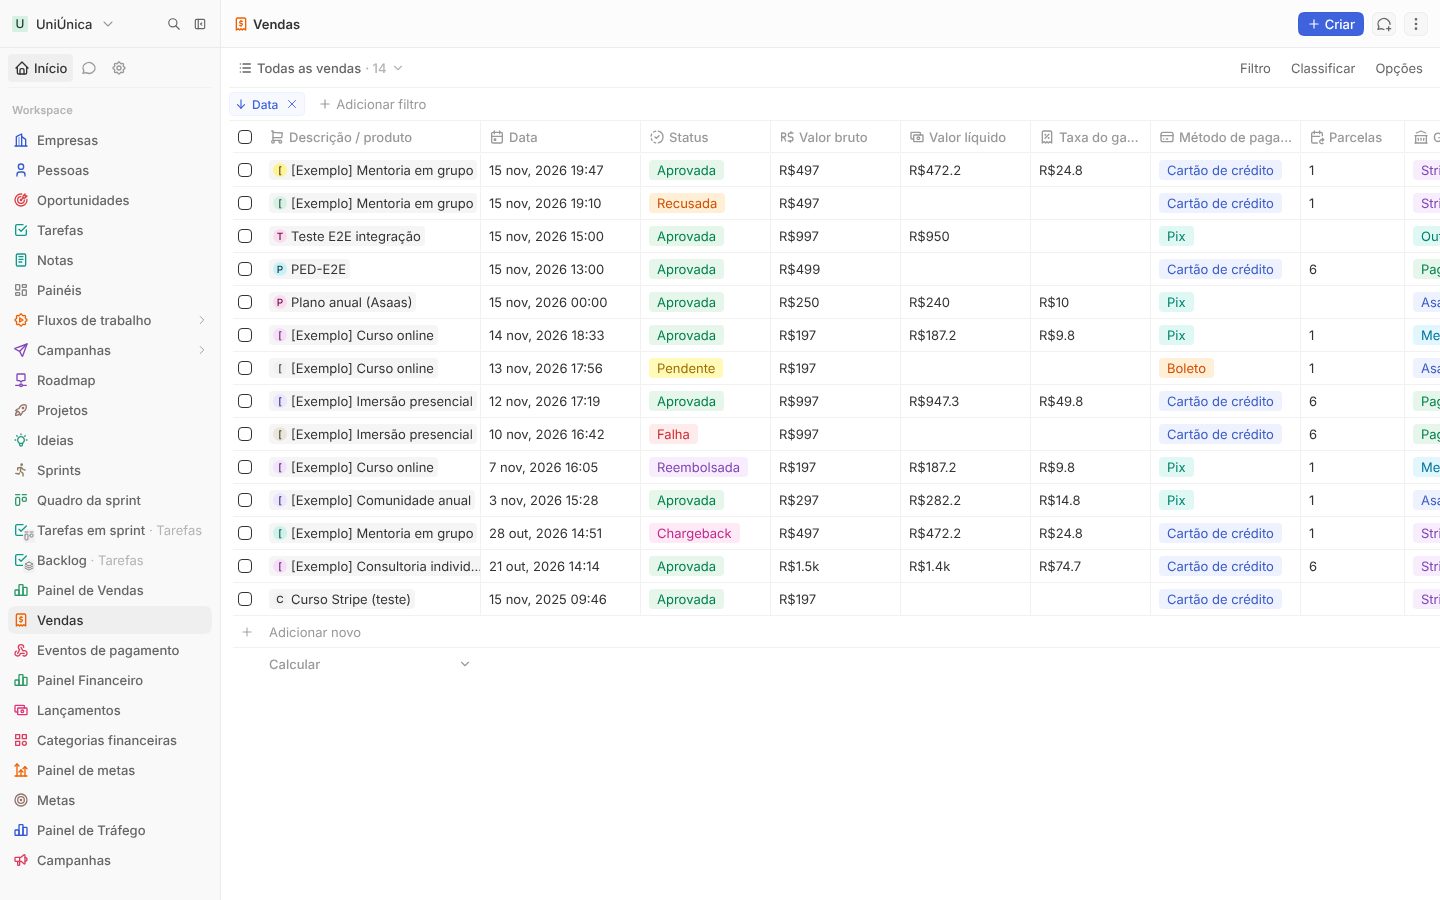 U UniÚnica
Vendas
Criar
Início
Todas as vendas · 14
Filtro Classificar Opções
Data
Adicionar filtro
Workspace
Empresas
Pessoas
Oportunidades
Tarefas
Notas
Painéis
Fluxos de trabalho
Campanhas
Roadmap
Projetos
Ideias
Sprints
Quadro da sprint
Tarefas em sprint · Tarefas
Backlog · Tarefas
Painel de Vendas
Vendas
Eventos de pagamento
Painel Financeiro
Lançamentos
Categorias financeiras
Painel de metas
Metas
Painel de Tráfego
Campanhas
Descrição / produto Data Status R$ Valor bruto Valor líquido Taxa do ga... Método de paga... Parcelas
[ [Exemplo] Mentoria em grupo 15 nov, 2026 19:47 Aprovada R$497 R$472.2 R$24.8 Cartão de crédito 1 Stri
[ [Exemplo] Mentoria em grupo 15 nov, 2026 19:10 Recusada R$497 Cartão de crédito 1 Stri
T Teste E2E integração 15 nov, 2026 15:00 Aprovada R$997 R$950 Pix Out
P PED-E2E 15 nov, 2026 13:00 Aprovada R$499 Cartão de crédito 6 Pag
P Plano anual (Asaas) 15 nov, 2026 00:00 Aprovada R$250 R$240 R$10 Pix Asa
[ [Exemplo] Curso online 14 nov, 2026 18:33 Aprovada R$197 R$187.2 R$9.8 Pix 1 Me
[ [Exemplo] Curso online 13 nov, 2026 17:56 Pendente R$197 Boleto 1 Asa
[ [Exemplo] Imersão presencial 12 nov, 2026 17:19 Aprovada R$997 R$947.3 R$49.8 Cartão de crédito 6 Pag
[ [Exemplo] Imersão presencial 10 nov, 2026 16:42 Falha R$997 Cartão de crédito 6 Pag
[ [Exemplo] Curso online 7 nov, 2026 16:05 Reembolsada R$197 R$187.2 R$9.8 Pix 1 Me
[ [Exemplo] Comunidade anual 3 nov, 2026 15:28 Aprovada R$297 R$282.2 R$14.8 Pix 1 Asa
[ [Exemplo] Mentoria em grupo 28 out, 2026 14:51 Chargeback R$497 R$472.2 R$24.8 Cartão de crédito 1 Stri
[ [Exemplo] Consultoria individ... 21 out, 2026 14:14 Aprovada R$1.5k R$1.4k R$74.7 Cartão de crédito 6 Stri
C Curso Stripe (teste) 15 nov, 2025 09:46 Aprovada R$197 Cartão de crédito Stri
Adicionar novo
Calcular